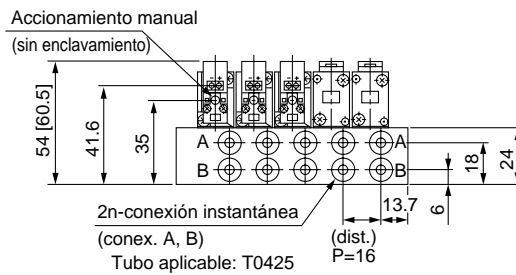 Accionamiento manual
(sin enclavamiento)
54 [60.5]
41.6
35
A
A
B
B
18
24
6
13.7
(dist.)
P=16
2n-conexión instantánea
(conex. A, B)
Tubo aplicable: T0425